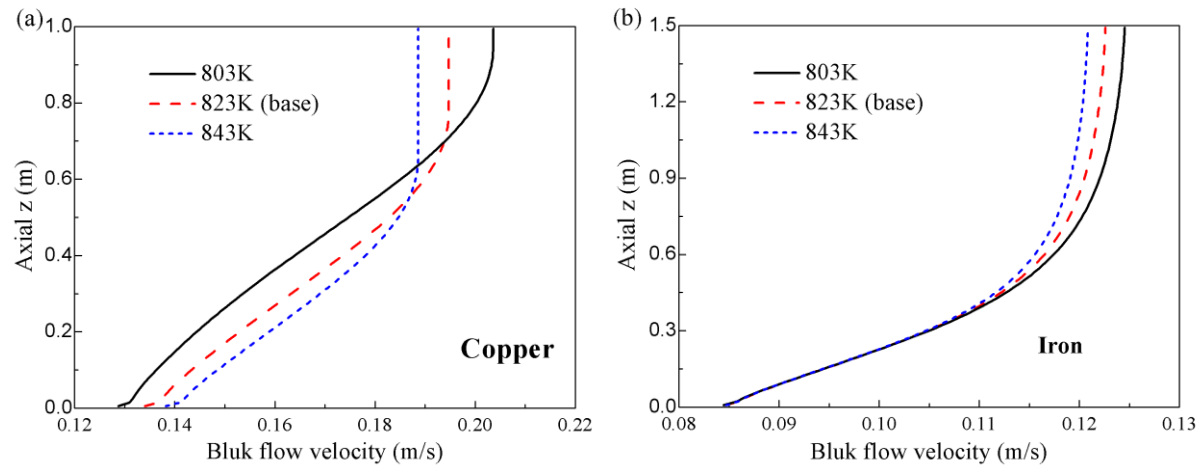 (a)
1.0
0.8
0.6
0.4
0.2
0.0
Axial z (m)
803K
823K (base)
843K
Copper
0.12 0.14 0.16 0.18 0.20 0.22
Bluk flow velocity (m/s)
(b)
1.5
1.2
0.9
0.6
0.3
0.0
Axial z (m)
803K
823K (base)
843K
Iron
0.08 0.09 0.10 0.11 0.12 0.13
Bluk flow velocity (m/s)